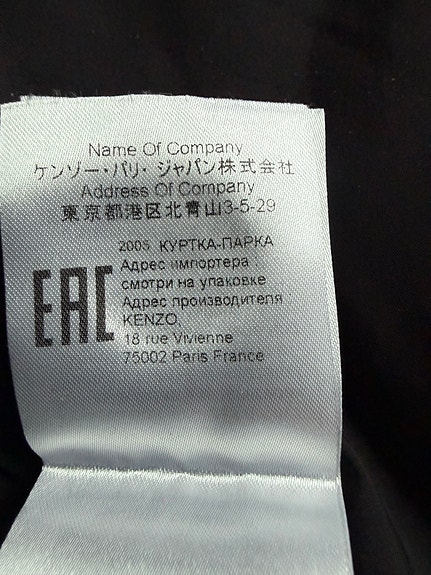 Name Of Company
ケンゾー・パリ・ジャパン株式会社
Address Of Company
東京都港区北青山3-5-29
2005 КУРТКА-ПАРКА
EAC
Адрес импортера
смотри на упаковке
Адрес производителя
KENZO,
18 rue Vivienne
75002 Paris France